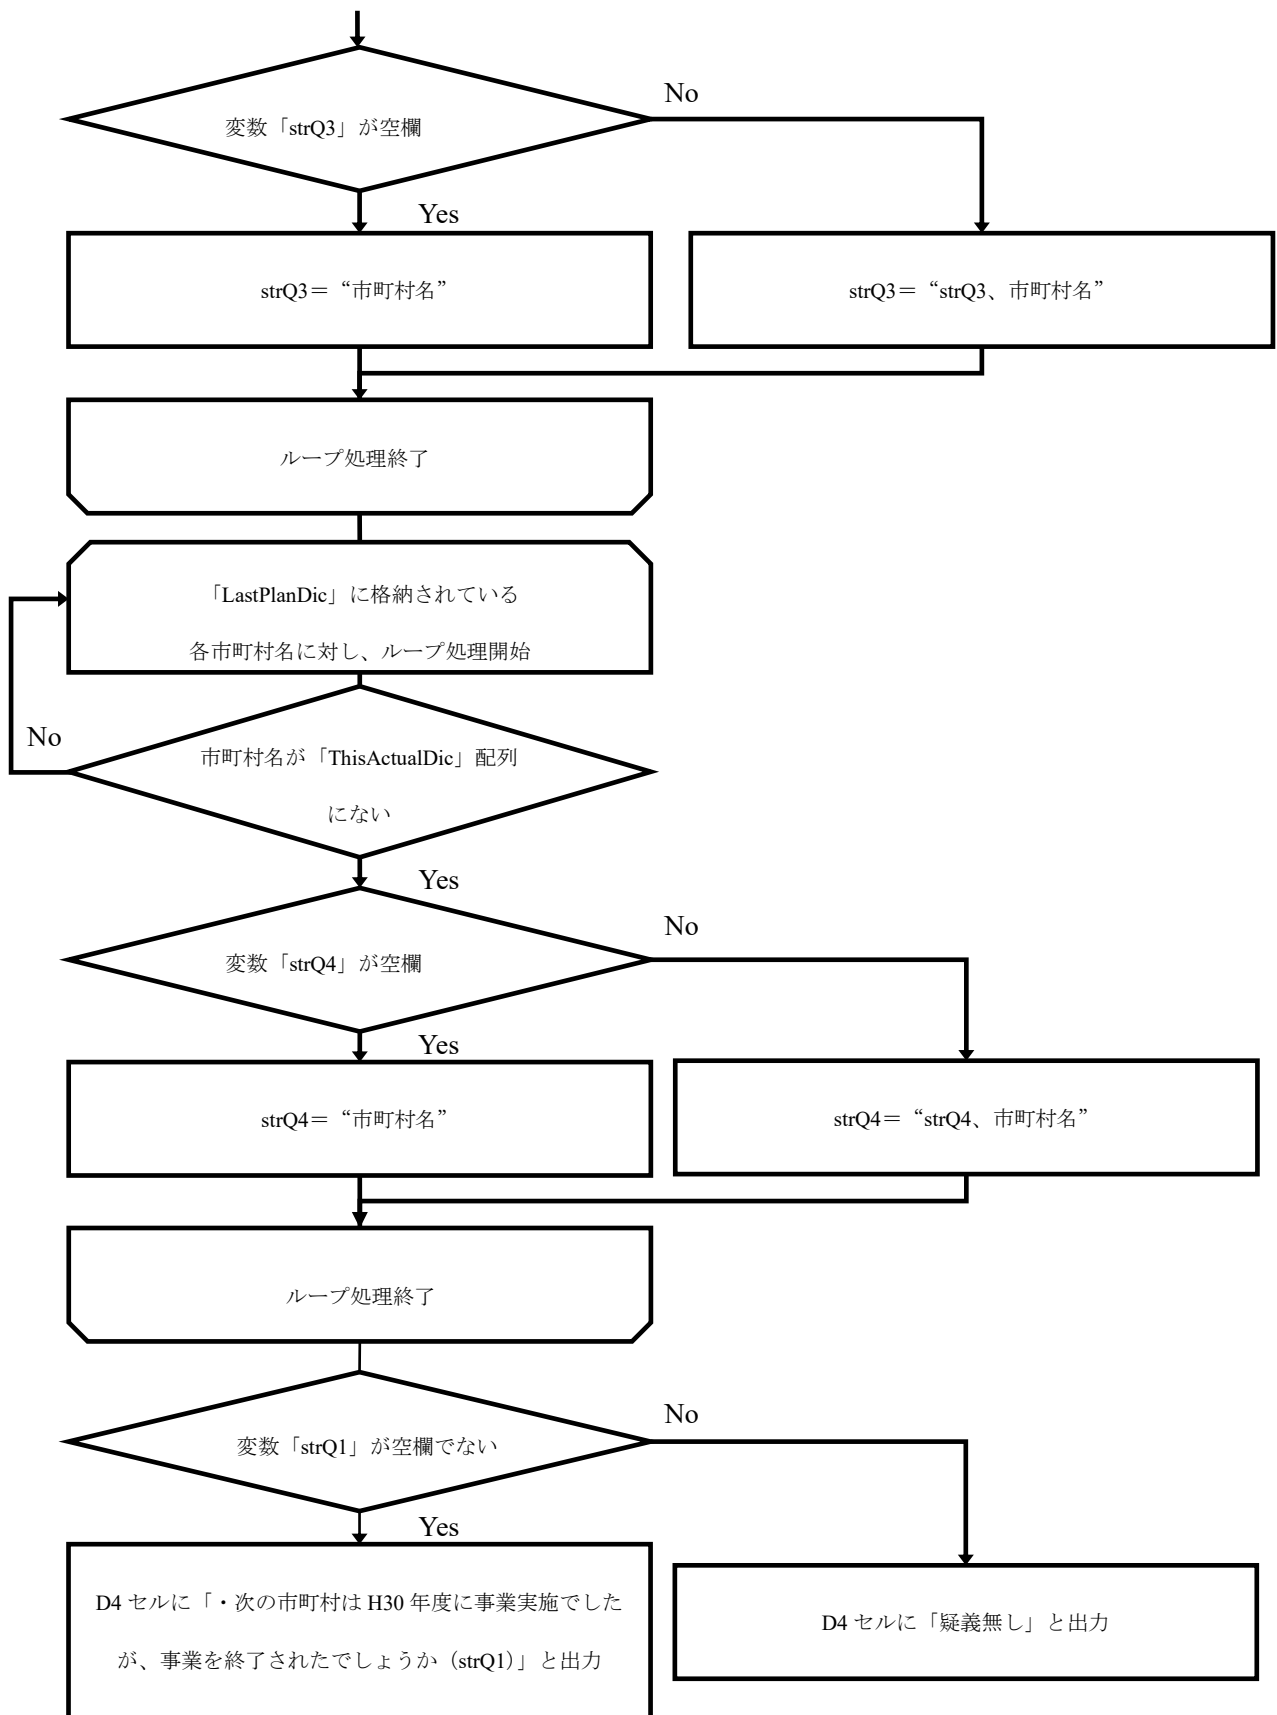 No
変数「strQ3」が空欄
Yes
strQ3＝“市町村名”
strQ3＝“strQ3、市町村名”
ループ処理終了
「LastPlanDic」に格納されている
各市町村名に対し、ループ処理開始
No
市町村名が「ThisActualDic」配列
にない
Yes
No
変数「strQ4」が空欄
Yes
strQ4＝“市町村名”
strQ4＝“strQ4、市町村名”
ループ処理終了
No
変数「strQ1」が空欄でない
Yes
D4 セルに「・次の市町村は H30 年度に事業実施でした
が、事業を終了されたでしょうか（strQ1）」と出力
D4 セルに「疑義無し」と出力